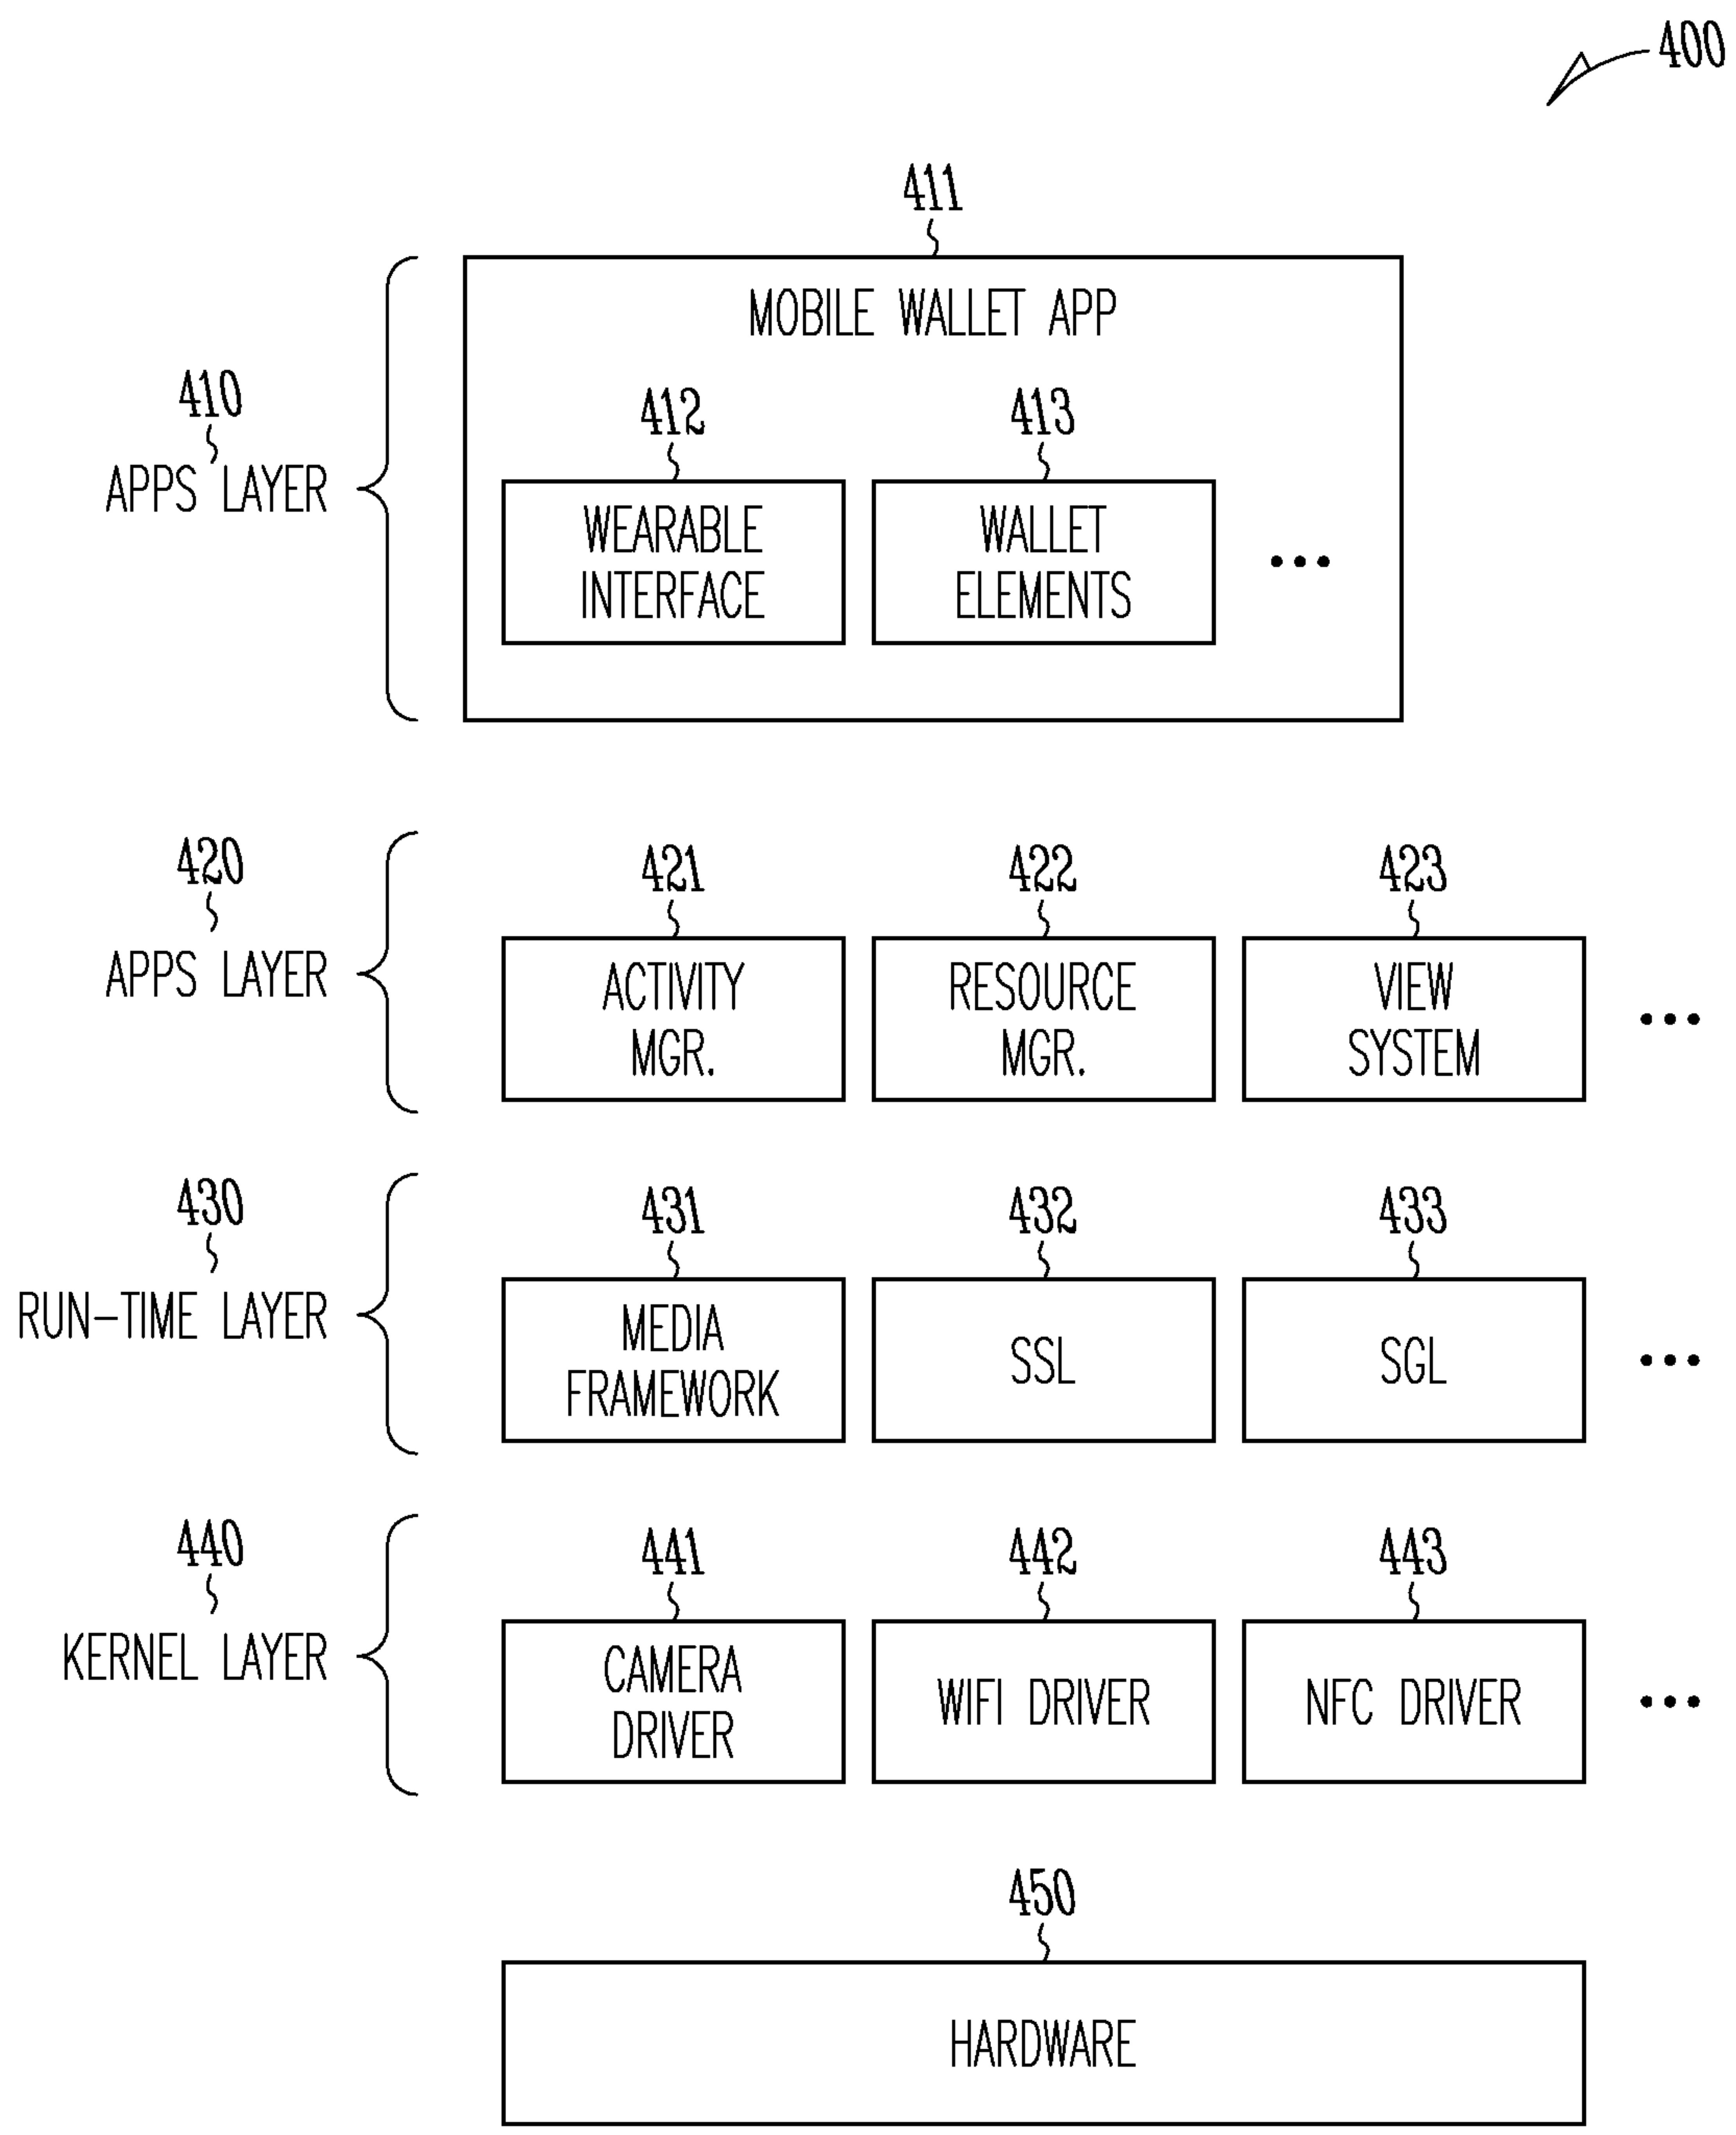 400
411
MOBILE WALLET APP
410
APPS LAYER
412
413
WEARABLE
INTERFACE
WALLET
ELEMENTS
•••
420
APPS LAYER
421
422
423
ACTIVITY
MGR.
RESOURCE
MGR.
VIEW
SYSTEM
•••
430
RUN-TIME LAYER
431
432
433
MEDIA
FRAMEWORK
SSL
SGL
•••
440
KERNEL LAYER
441
442
443
CAMERA
DRIVER
WIFI DRIVER
NFC DRIVER
•••
450
HARDWARE